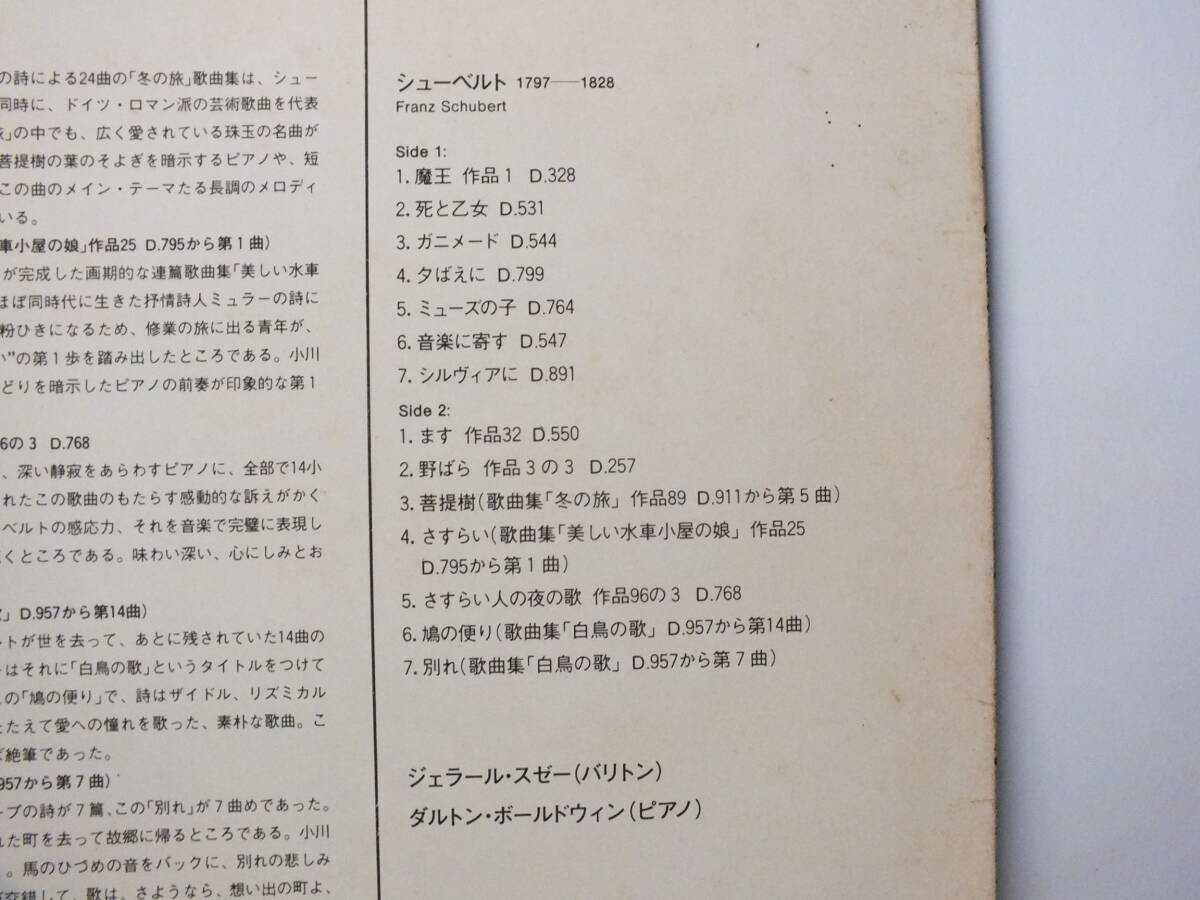 の詩による24曲の「冬の旅」歌曲集は、シュー
同時に、ドイツ・ロマン派の芸術歌曲を代表
」の中でも、広く愛されている珠玉の名曲が
菩提樹の葉のそよぎを暗示するピアノや、短
この曲のメイン・テーマたる長調のメロディ
いる。
車小屋の娘」作品25 D.795から第1曲)
が完成した画期的な連篇歌曲集「美しい水車
ほぼ同時代に生きた抒情詩人ミュラーの詩に
粉ひきになるため、修業の旅に出る青年が、
い”の第1歩を踏み出したところである。小川
どりを暗示したピアノの前奏が印象的な第1
6の3 D.768
、深い静寂をあらわすピアノに、全部で14小
れたこの歌曲のもたらす感動的な訴えがかく
ベルトの感応力、それを音楽で完璧に表現し
くところである。味わい深い、心にしみとお
」D.957から第14曲)
ルトが世を去って、あとに残されていた14曲の
はそれに「白鳥の歌」というタイトルをつけて
の「鳩の便り」で、詩はザイドル、リズミカル
たたえて愛への憧れを歌った、素朴な歌曲。こ
絶筆であった。
957から第7曲)
ープの詩が7篇、この「別れ」が7曲めであった。
れた町を去って故郷に帰るところである。小川
。馬のひづめの音をバックに、別れの悲しみ
交錯して、歌は、さようなら、想い出の町よ、
シューベルト 1797—1828
Franz Schubert
Side 1:
1. 魔王 作品1 D.328
2. 死と乙女 D.531
3. ガニメード D.544
4. 夕ばえに D.799
5. ミューズの子 D.764
6. 音楽に寄す D.547
7. シルヴィアに D.891
Side 2:
1. ます 作品32 D.550
2. 野ばら 作品3の3 D.257
3. 菩提樹(歌曲集「冬の旅」作品89 D.911から第5曲)
4. さすらい(歌曲集「美しい水車小屋の娘」作品25
D.795から第1曲)
5. さすらい人の夜の歌 作品96の3 D.768
6. 鳩の便り(歌曲集「白鳥の歌」D.957から第14曲)
7. 別れ(歌曲集「白鳥の歌」D.957から第7曲)
ジェラール・スゼー(バリトン)
ダルトン・ボールドウィン(ピアノ)